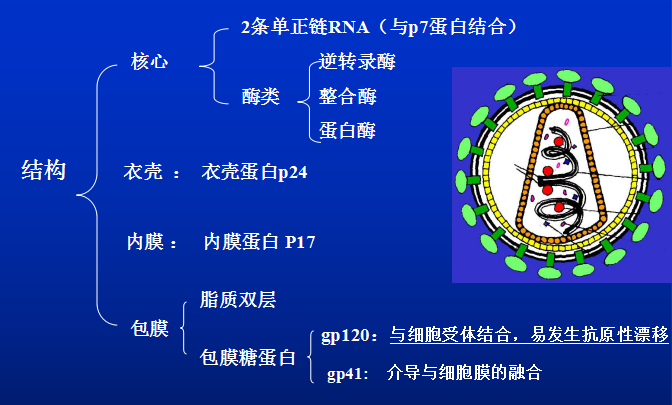 2条单正链RNA（与p7蛋白结合）
核心
逆转录酶
酶类
整合酶
蛋白酶
结构
衣壳 ： 衣壳蛋白p24
内膜： 内膜蛋白 P17
脂质双层
包膜
gp120：与细胞受体结合，易发生抗原性漂移
包膜糖蛋白
gp41： 介导与细胞膜的融合